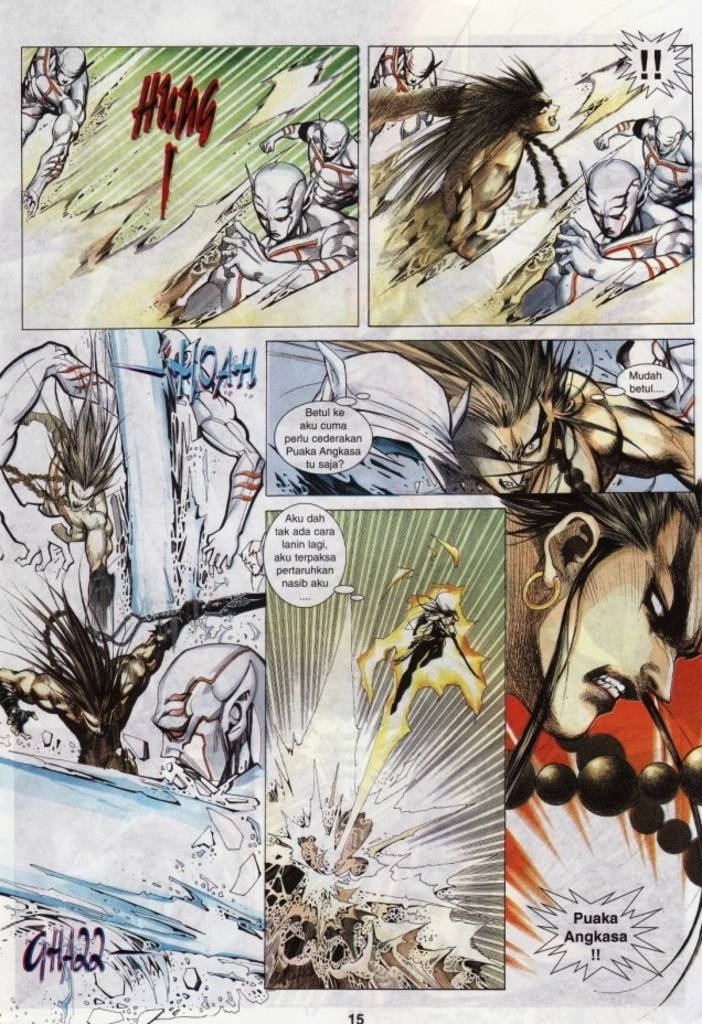 HUNG
!
!!
HOAH
Betul ke
aku cuma
perlu cederakan
Puaka Angkasa
tu saja?
Mudah
betul....
Aku dah
tak ada cara
lanin lagi,
aku terpaksa
pertaruhkan
nasib aku
....
Puaka
Angkasa
!!
15